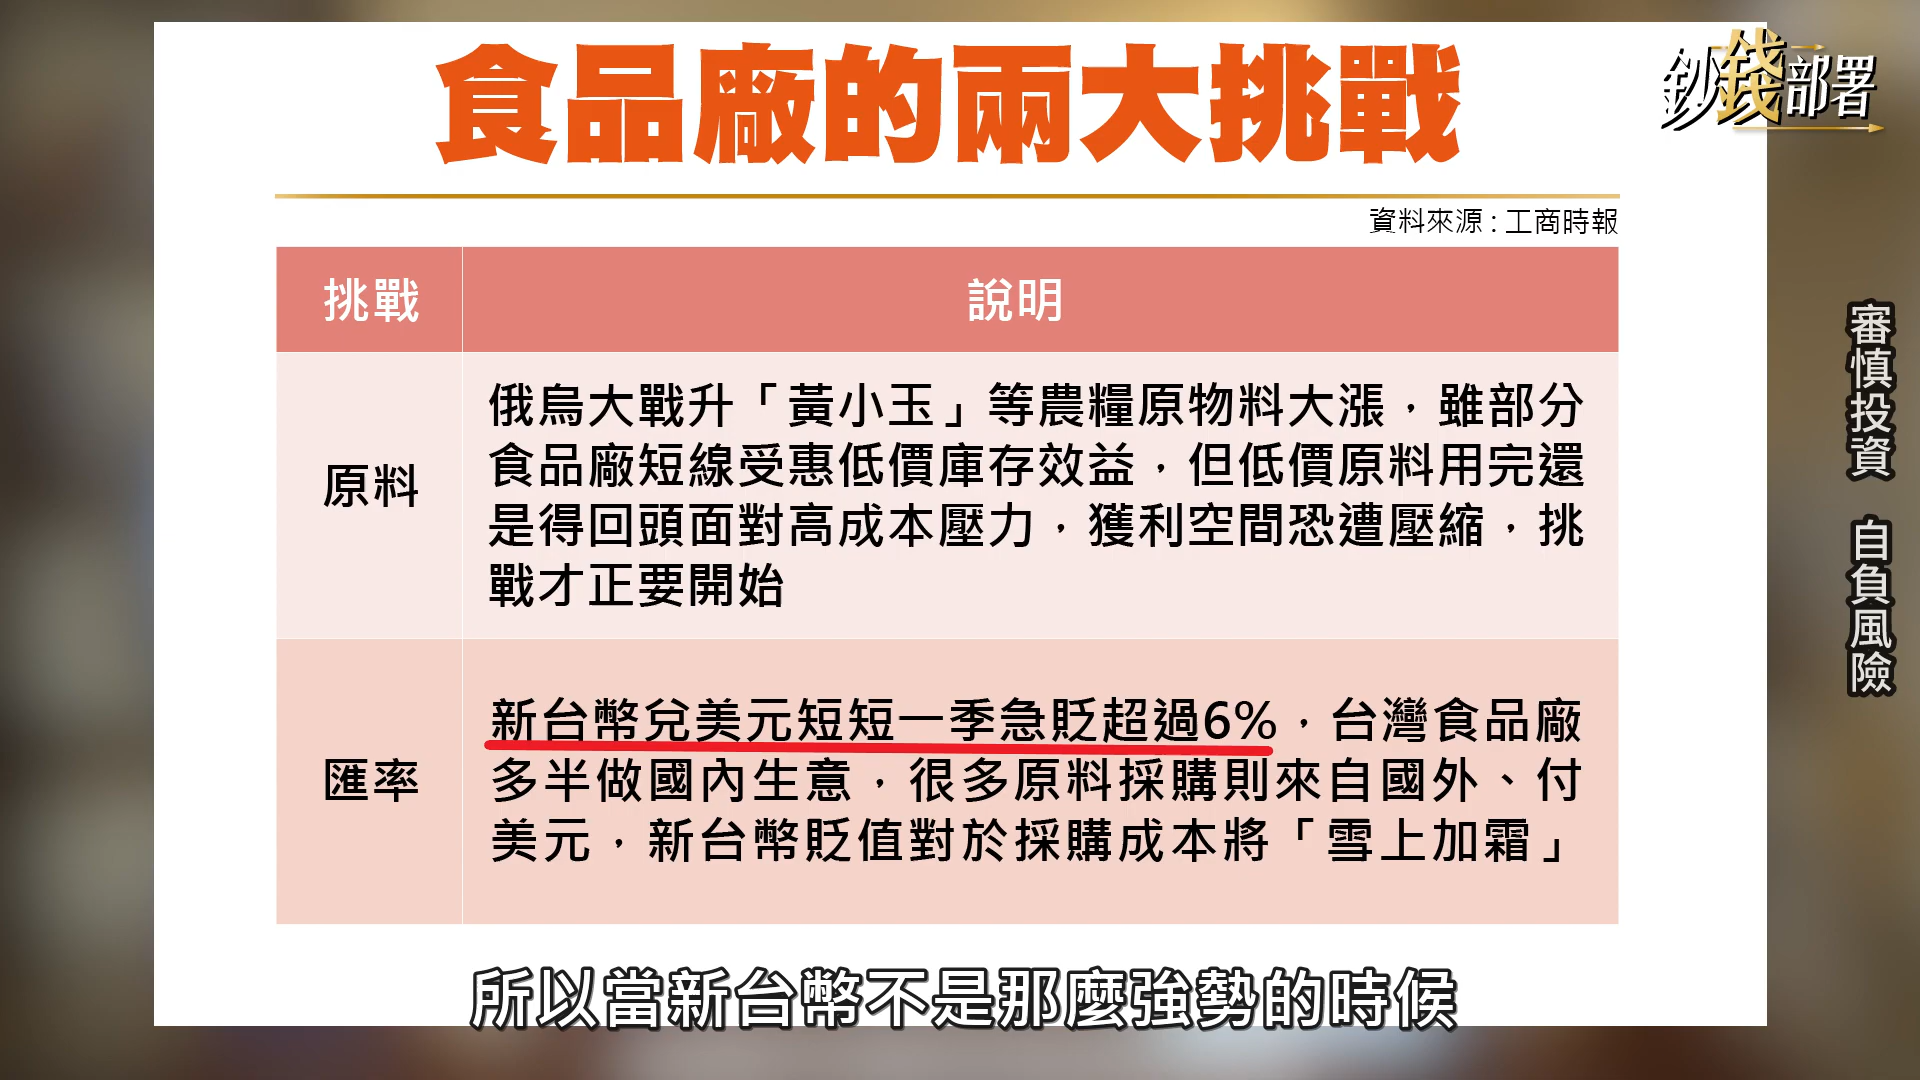 食品廠的兩大挑戰
鈔錢部署
資料來源:工商時報
挑戰
說明
原料
俄烏大戰升「黃小玉」等農糧原物料大漲，雖部分
食品廠短線受惠低價庫存效益，但低價原料用完還
是得回頭面對高成本壓力，獲利空間恐遭壓縮，挑
戰才正要開始
匯率
新台幣兌美元短短一季急貶超過6%，台灣食品廠
多半做國內生意，很多原料採購則來自國外、付
美元，新台幣貶值對於採購成本將「雪上加霜」
審慎投資 自負風險
所以當新台幣不是那麼強勢的時候